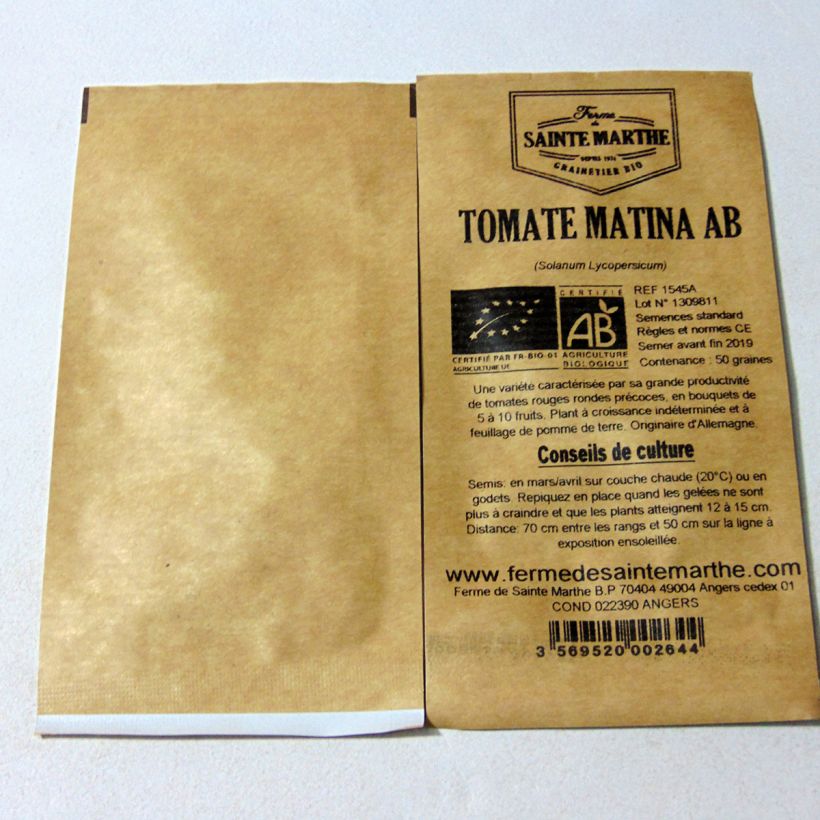 Ferme
de
SAINTE MARTHE
DEPUIS 1974
GRAINETIER BIO
TOMATE MATINA AB
(Solanum Lycopersicum)
CERTIFIÉ
AB
CERTIFIÉ PAR FR-BIO-01
AGRICULTURE UE
AGRICULTURE
BIOLOGIQUE
REF 1545A
Lot N° 1309811
Semences standard
Règles et normes CE
Semer avant fin 2019
Contenance : 50 graines
Une variété caractérisée par sa grande productivité
de tomates rouges rondes précoces, en bouquets de
5 à 10 fruits. Plant à croissance indéterminée et à
feuillage de pomme de terre. Originaire d'Allemagne.
Conseils de culture
Semis: en mars/avril sur couche chaude (20°C) ou en
godets. Repiquez en place quand les gelées ne sont
plus à craindre et que les plants atteignent 12 à 15 cm.
Distance: 70 cm entre les rangs et 50 cm sur la ligne à
exposition ensoleillée.
www.fermedesaintemarthe.com
Ferme de Sainte Marthe B.P 70404 49004 Angers cedex 01
COND 022390 ANGERS
3 569520 002644